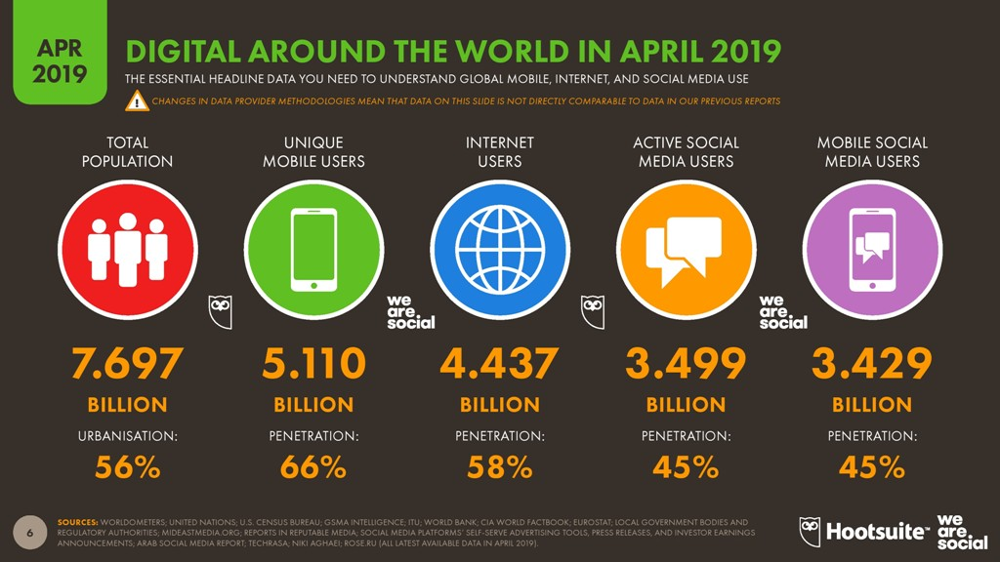 APR
2019
DIGITAL AROUND THE WORLD IN APRIL 2019
THE ESSENTIAL HEADLINE DATA YOU NEED TO UNDERSTAND GLOBAL MOBILE, INTERNET, AND SOCIAL MEDIA USE
! CHANGES IN DATA PROVIDER METHODOLOGIES MEAN THAT DATA ON THIS SLIDE IS NOT DIRECTLY COMPARABLE TO DATA IN OUR PREVIOUS REPORTS
TOTAL
POPULATION
7.697
BILLION
URBANISATION:
56%
UNIQUE
MOBILE USERS
5.110
BILLION
PENETRATION:
66%
we
are
social
INTERNET
USERS
4.437
BILLION
PENETRATION:
58%
ACTIVE SOCIAL
MEDIA USERS
3.499
BILLION
PENETRATION:
45%
we
are
social
MOBILE SOCIAL
MEDIA USERS
3.429
BILLION
PENETRATION:
45%
6
SOURCES: WORLDOMETERS; UNITED NATIONS; U.S. CENSUS BUREAU; GSMA INTELLIGENCE; ITU; WORLD BANK; CIA WORLD FACTBOOK; EUROSTAT; LOCAL GOVERNMENT BODIES AND
REGULATORY AUTHORITIES; MIDEASTMEDIA.ORG; REPORTS IN REPUTABLE MEDIA; SOCIAL MEDIA PLATFORMS' SELF-SERVE ADVERTISING TOOLS, PRESS RELEASES, AND INVESTOR EARNINGS
ANNOUNCEMENTS; ARAB SOCIAL MEDIA REPORT; TECHRASA; NIKI AGHAEI; ROSE.RU (ALL LATEST AVAILABLE DATA IN APRIL 2019).
Hootsuite™
we
are
social